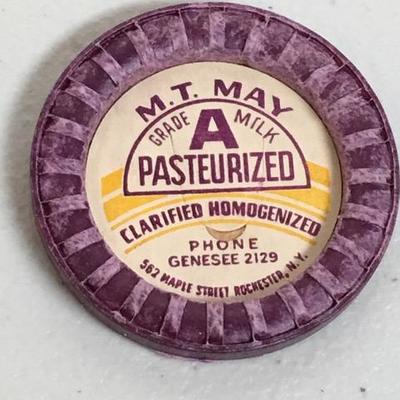 M.T. MAY
GRADE A MILK
PASTEURIZED
CLARIFIED HOMOGENIZED
PHONE
GENESEE 2129
562 MAPLE STREET ROCHESTER, N.Y.